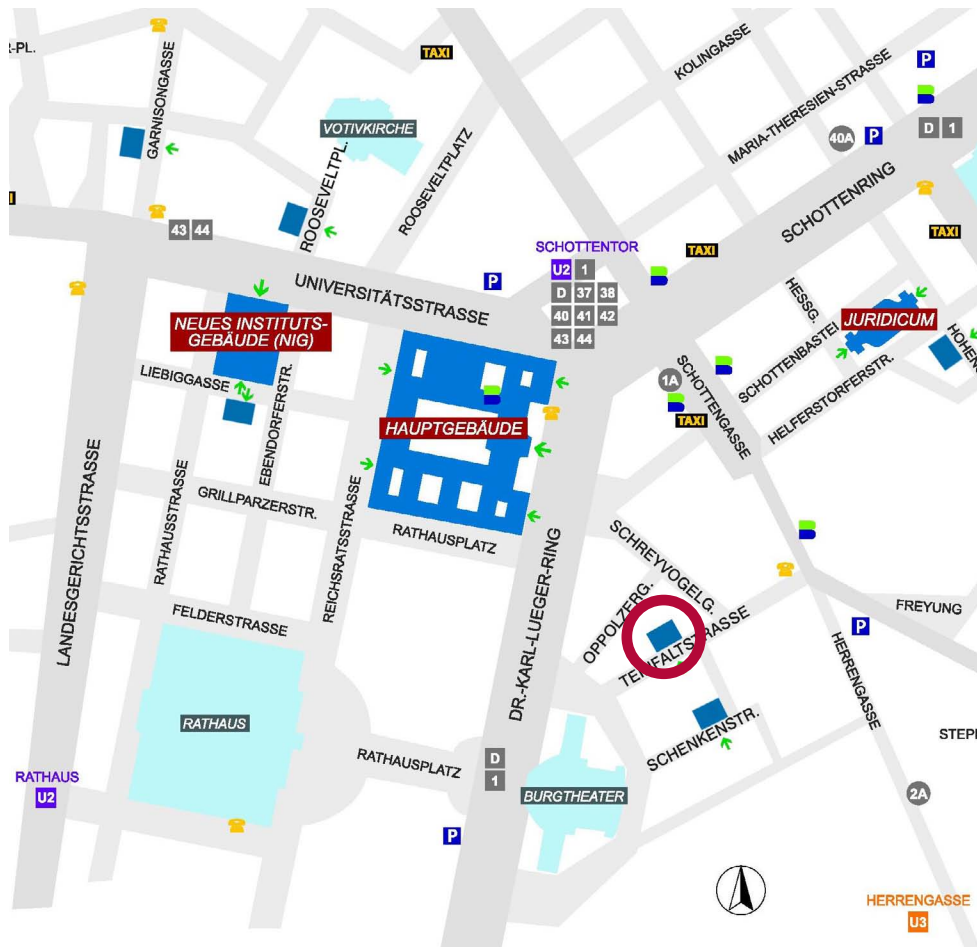 R-PL.
TAXI
KOLINGASSE
P
GARNISONGASSE
VOTIVKIRCHE
MARIA-THERESIEN-STRASSE
40A
P
D 1
ROOSEVELTPL.
ROOSEVELTPLATZ
SCHOTTENRING
43 44
SCHOTTENTOR
U2 1
D 37 38
40 41 42
43 44
TAXI
TAXI
P
UNIVERSITÄTSSTRASSE
HESSG.
JURIDICUM
NEUES INSTITUTS-
GEBÄUDE (NIG)
SCHOTTENBASTEI
HOHEN
LIEBIGGASSE
1A
SCHOTTENGASSE
HELFERSTORFERSTR.
TAXI
EBENDORFERSTR.
HAUPTGEBÄUDE
LANDESGERICHTSSTRASSE
RATHAUSSTRASSE
GRILLPARZERSTR.
REICHSRATSSTRASSE
RATHAUSPLATZ
SCHREYVOGELG.
OPPOLZERG.
FELDERSTRASSE
FREYUNG
P
DR.-KARL-LUEGER-RING
HERRENGASSE
RATHAUS
SCHENKENSTR.
STEPH
RATHAUSPLATZ
D
1
RATHAUS
U2
BURGTHEATER
2A
P
HERRENGASSE
U3